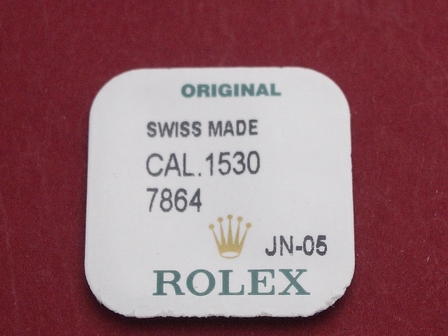 ORIGINAL
SWISS MADE
CAL.1530
7864
JN-05
ROLEX